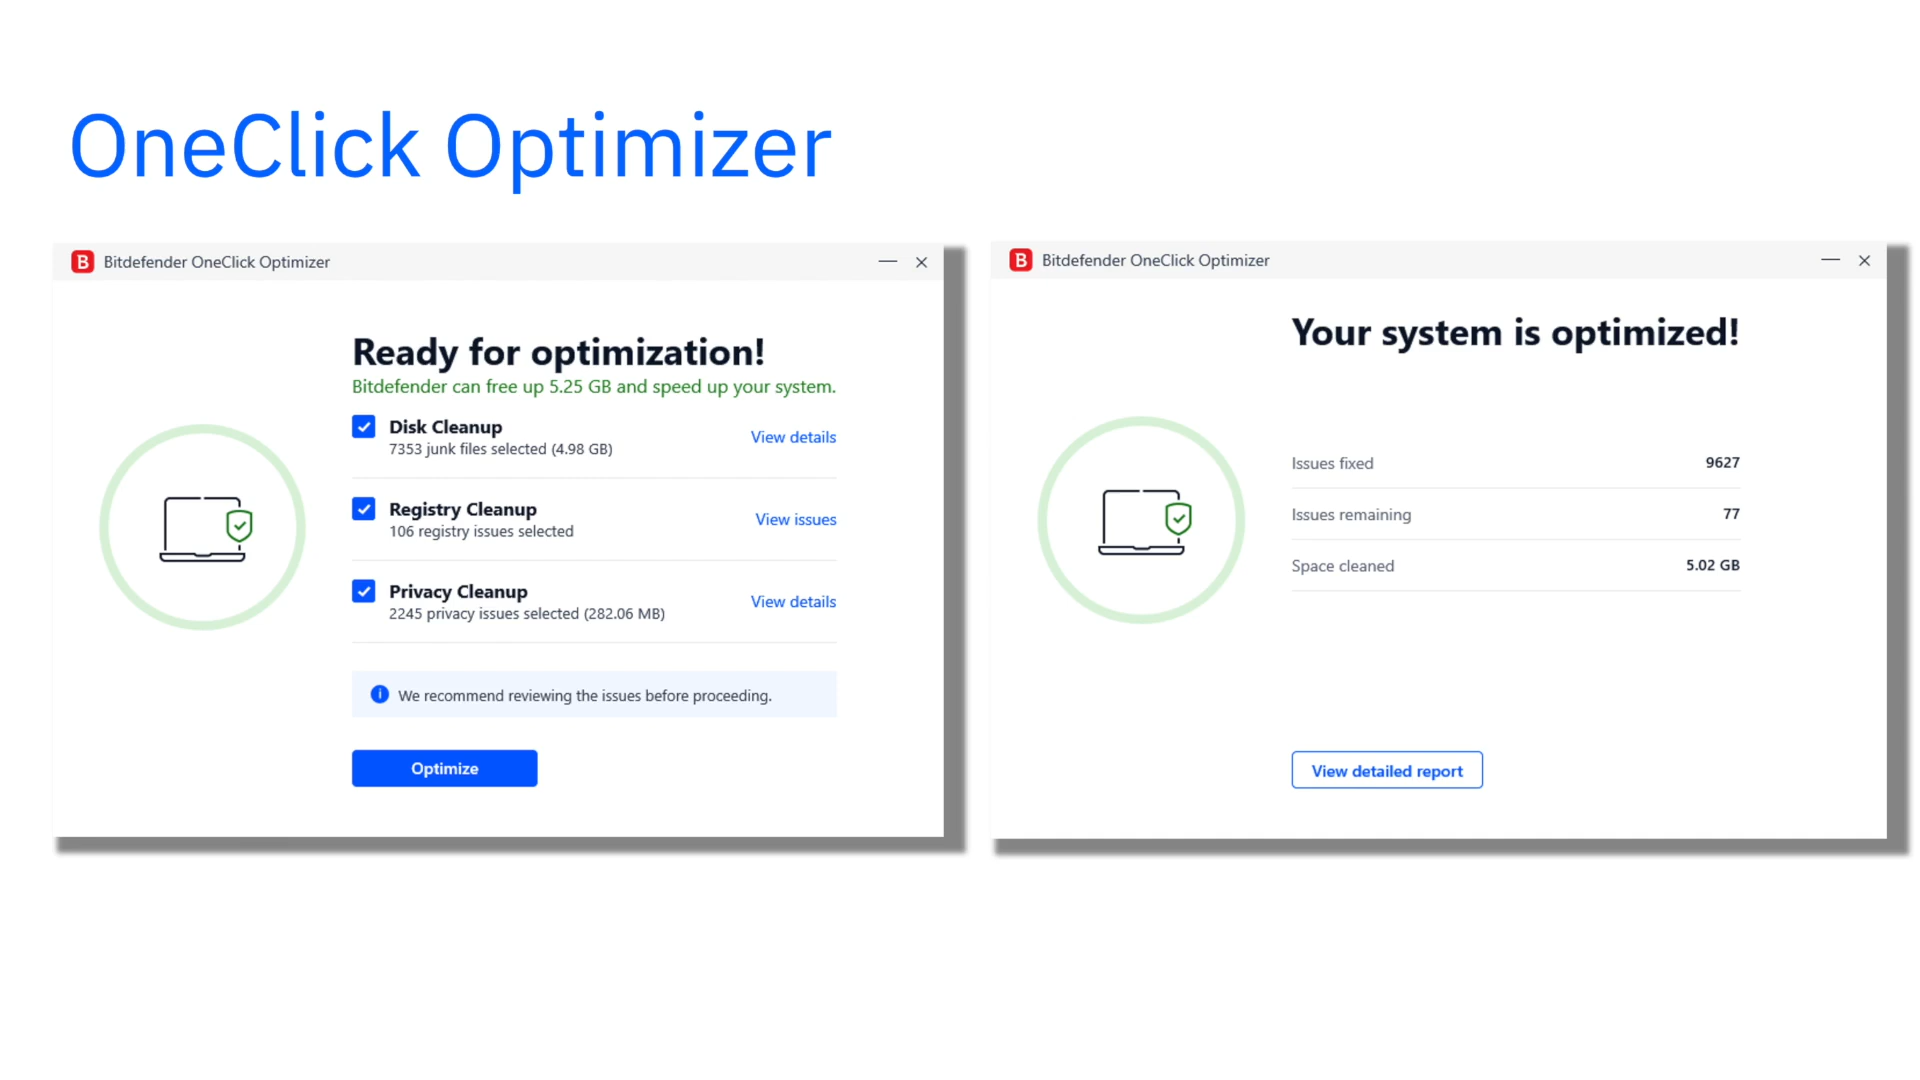 OneClick Optimizer
B Bitdefender OneClick Optimizer
Ready for optimization!
Bitdefender can free up 5.25 GB and speed up your system.
Disk Cleanup
7353 junk files selected (4.98 GB)
View details
Registry Cleanup
106 registry issues selected
View issues
Privacy Cleanup
2245 privacy issues selected (282.06 MB)
View details
We recommend reviewing the issues before proceeding.
Optimize
B Bitdefender OneClick Optimizer
Your system is optimized!
Issues fixed 9627
Issues remaining 77
Space cleaned 5.02 GB
View detailed report